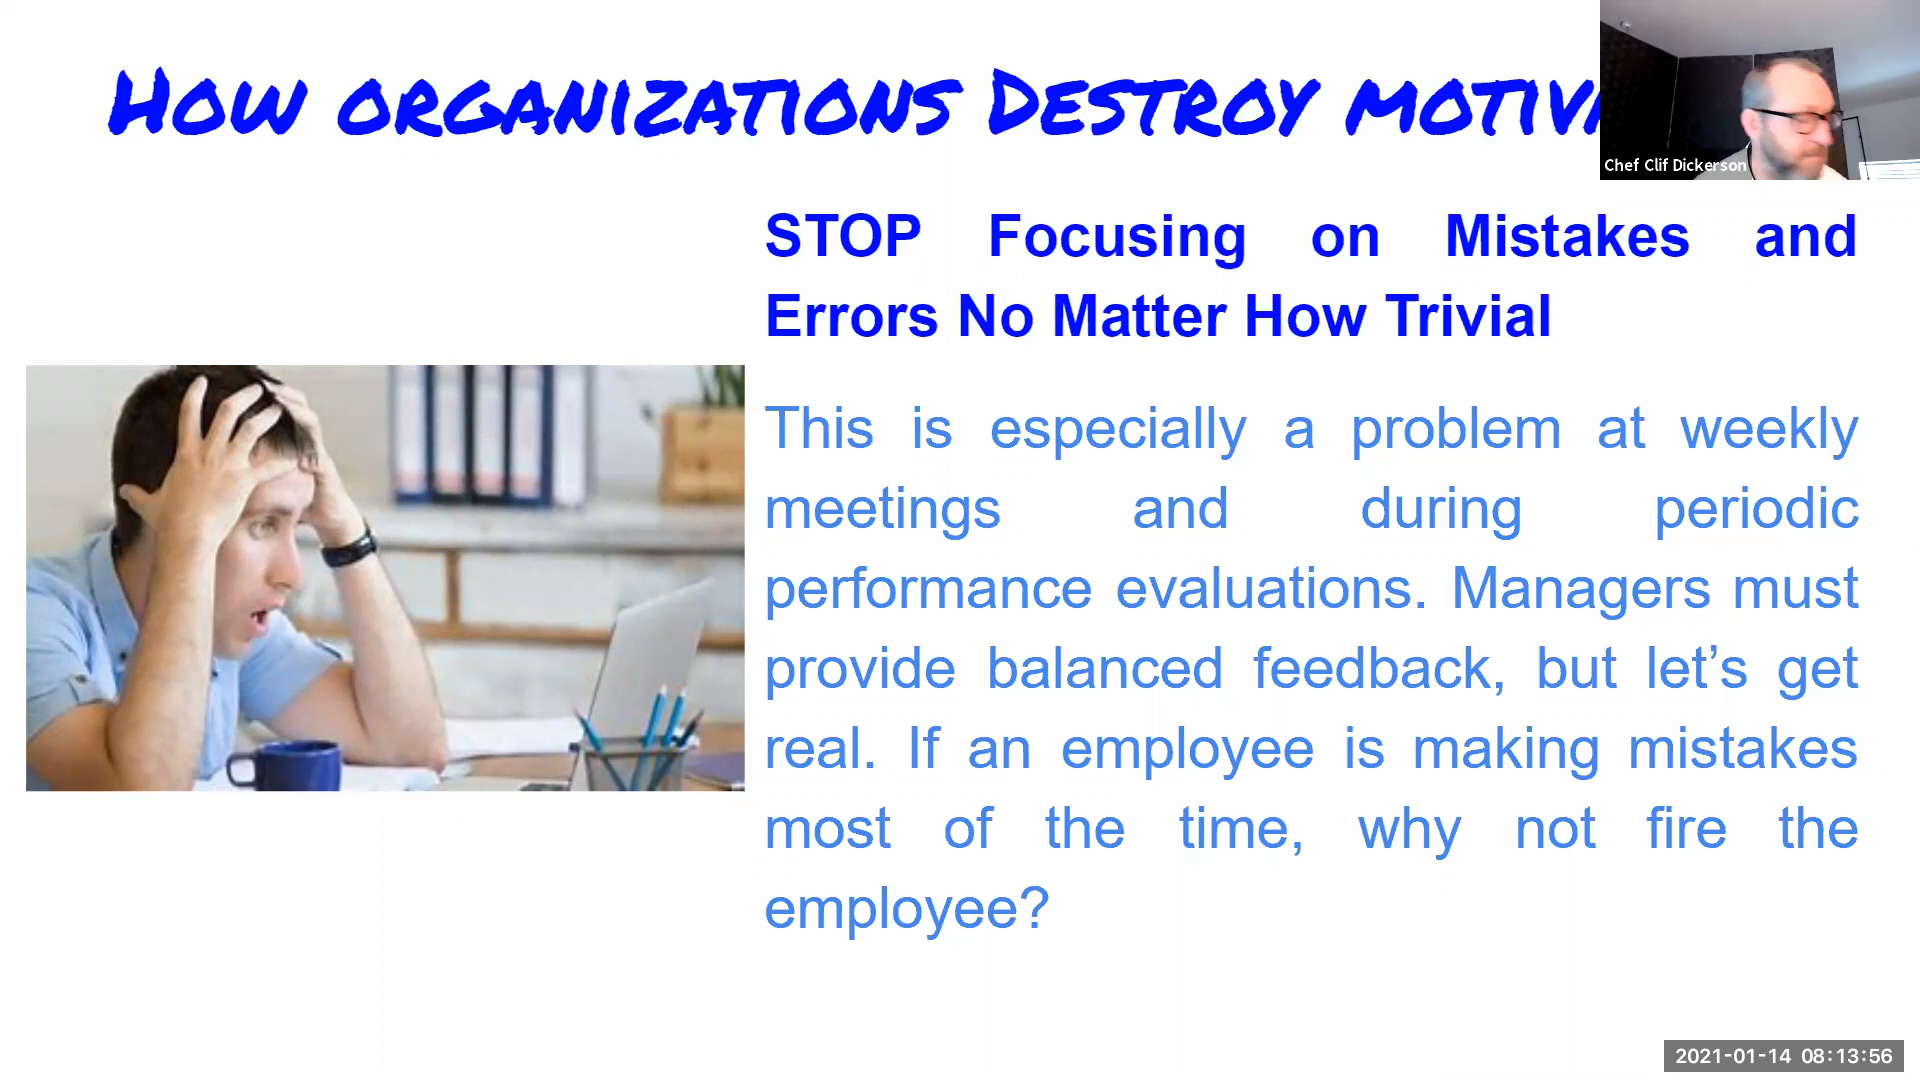 How organizations Destroy
Chef Clif Dickerson
STOP Focusing on Mistakes and
Errors No Matter How Trivial
This is especially a problem at weekly
meetings and during periodic
performance evaluations. Managers must
provide balanced feedback, but let’s get
real. If an employee is making mistakes
most of the time, why not fire the
employee?
2021-01-14 08:13:56